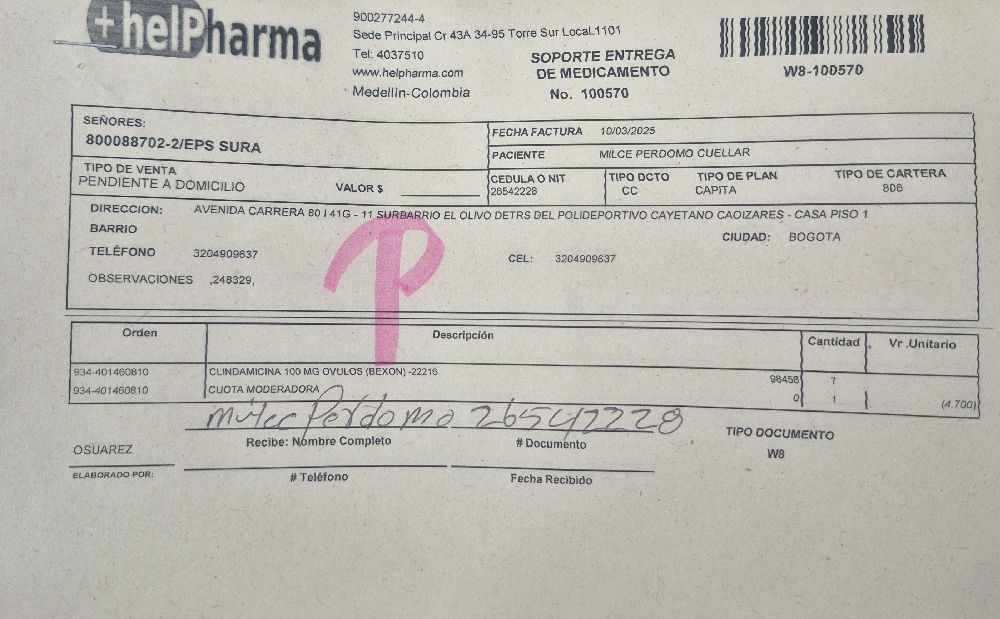 +helPharma
900277244-4
Sede Principal Cr 43A 34-95 Torre Sur Local.1101
Tel: 4037510
www.helpharma.com
Medellin-Colombia
SOPORTE ENTREGA
DE MEDICAMENTO
No. 100570
W8-100570
SEÑORES:
800088702-2/EPS SURA
FECHA FACTURA 10/03/2025
PACIENTE MILCE PERDOMO CUELLAR
TIPO DE VENTA
PENDIENTE A DOMICILIO
VALOR $
CEDULA O NIT
26542228
TIPO DCTO
CC
TIPO DE PLAN
CAPITA
TIPO DE CARTERA
806
DIRECCION: AVENIDA CARRERA 80 I 41G - 11 SURBARRIO EL OLIVO DETRS DEL POLIDEPORTIVO CAYETANO CAOIZARES - CASA PISO 1
BARRIO
CIUDAD: BOGOTA
TELÉFONO 3204909637
CEL: 3204909637
OBSERVACIONES ,248329,
P
Orden Descripción Cantidad Vr .Unitario
934-401460810 CLINDAMICINA 100 MG OVULOS (BEXON) -22216 98458 7
934-401460810 CUOTA MODERADORA 0 1 (4.700)
Milce Perdomo 26542228
Recibe: Nombre Completo # Documento
TIPO DOCUMENTO
W8
OSUAREZ
ELABORADO POR:
# Teléfono Fecha Recibido